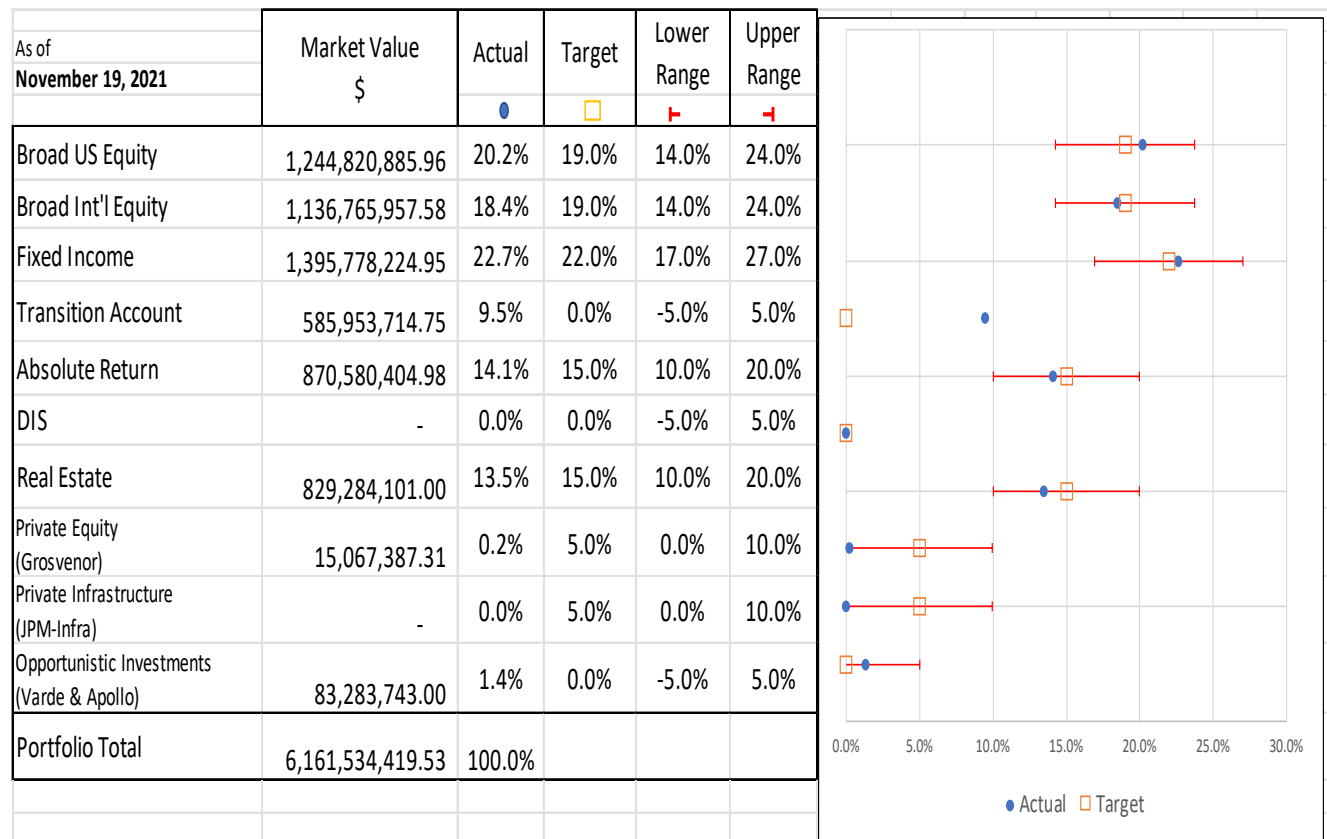 As of
November 19, 2021
Market Value
$
Actual
Target
Lower
Range
Upper
Range
Broad US Equity 1,244,820,885.96 20.2% 19.0% 14.0% 24.0%
Broad Int'l Equity 1,136,765,957.58 18.4% 19.0% 14.0% 24.0%
Fixed Income 1,395,778,224.95 22.7% 22.0% 17.0% 27.0%
Transition Account 585,953,714.75 9.5% 0.0% -5.0% 5.0%
Absolute Return 870,580,404.98 14.1% 15.0% 10.0% 20.0%
DIS - 0.0% 0.0% -5.0% 5.0%
Real Estate 829,284,101.00 13.5% 15.0% 10.0% 20.0%
Private Equity
(Grosvenor) 15,067,387.31 0.2% 5.0% 0.0% 10.0%
Private Infrastructure
(JPM-Infra) - 0.0% 5.0% 0.0% 10.0%
Opportunistic Investments
(Varde & Apollo) 83,283,743.00 1.4% 0.0% -5.0% 5.0%
Portfolio Total 6,161,534,419.53 100.0%
0.0% 5.0% 10.0% 15.0% 20.0% 25.0% 30.0%
Actual Target